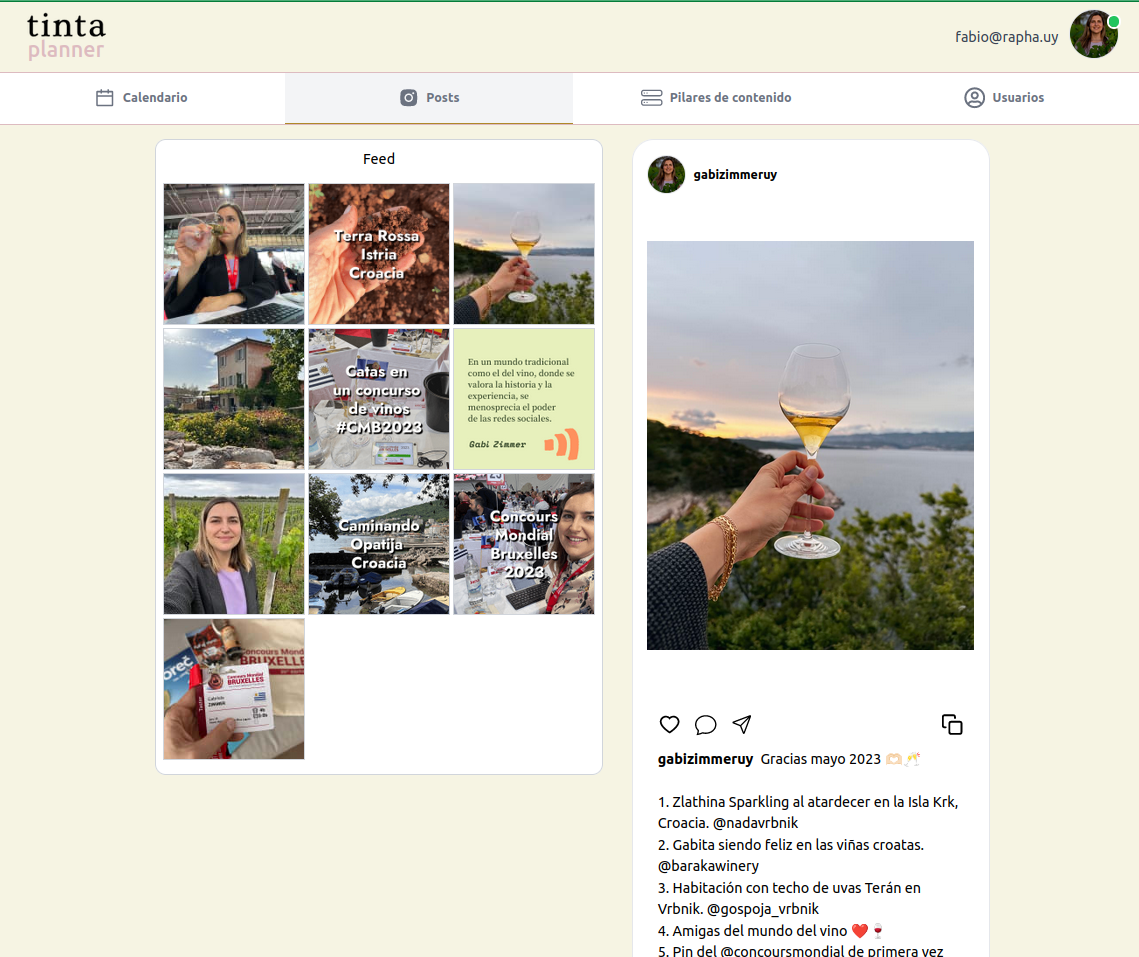 tinta
planner
fabio@rapha.uy
Calendario
Posts
Pilares de contenido
Usuarios
Feed
Terra Rossa
Istria
Croacia
Catas en
un concurso
de vinos
#CMB2023
En un mundo tradicional
como el del vino, donde se
valora la historia y la
experiencia, se
menosprecia el poder
de las redes sociales.
Gabi Zimmer
Caminando
Opatija
Croacia
Concours
Mondial
Bruxelles
2023
oreč
Concours Mondial
BRUXELLE
Concours Mondial
BRUXELLES
gabizimmeruy
gabizimmeruy Gracias mayo 2023 🫶🏻🥂
1. Zlathina Sparkling al atardecer en la Isla Krk,
Croacia. @nadavrbnik
2. Gabita siendo feliz en las viñas croatas.
@barakawinery
3. Habitación con techo de uvas Terán en
Vrbnik. @gospoja_vrbnik
4. Amigas del mundo del vino ❤️🍷
5. Pin del @concoursmondial de primera vez